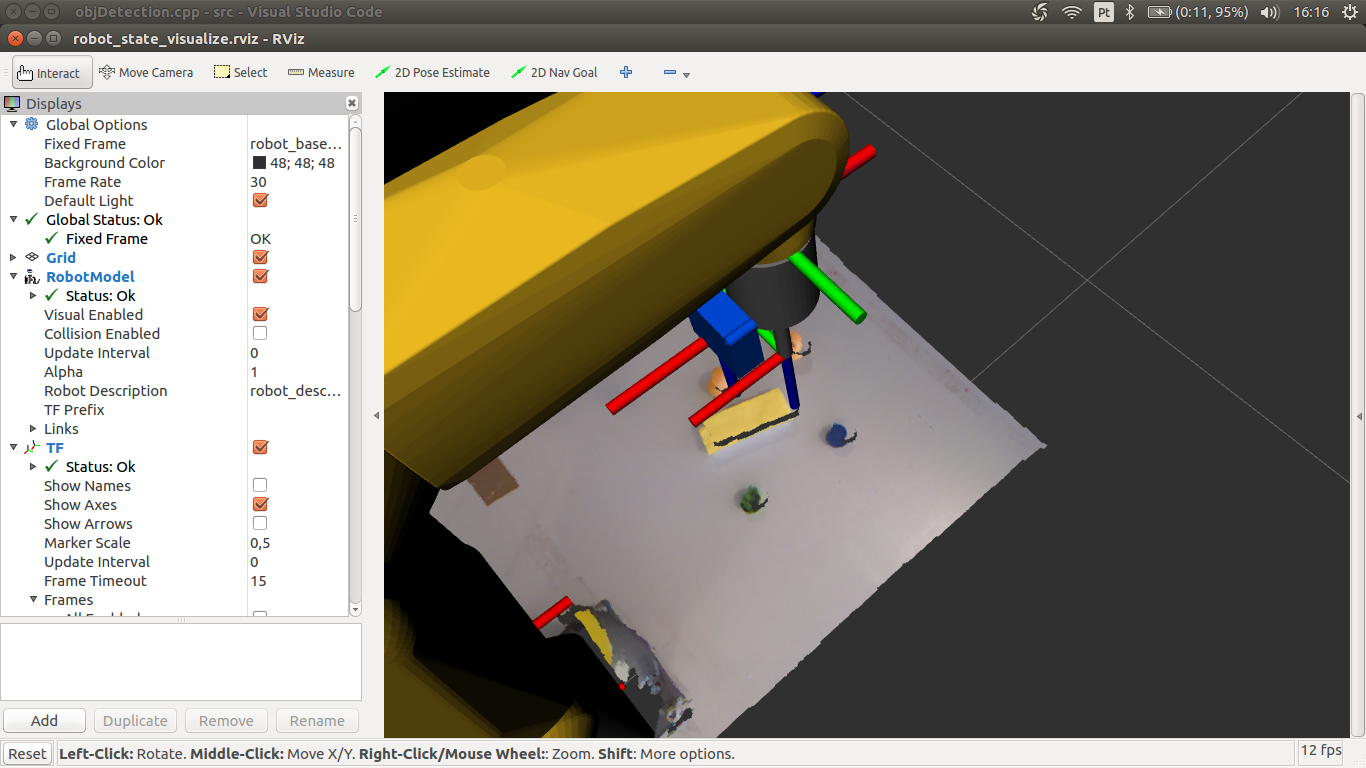 objDetection.cpp - src - Visual Studio Code
Pt
(0:11, 95%)
16:16
robot_state_visualize.rviz - RViz
Interact
Move Camera
Select
Measure
2D Pose Estimate
2D Nav Goal
Displays
Global Options
Fixed Frame robot_base...
Background Color 48; 48; 48
Frame Rate 30
Default Light
Global Status: Ok
Fixed Frame OK
Grid
RobotModel
Status: Ok
Visual Enabled
Collision Enabled
Update Interval 0
Alpha 1
Robot Description robot_desc...
TF Prefix
Links
TF
Status: Ok
Show Names
Show Axes
Show Arrows
Marker Scale 0,5
Update Interval 0
Frame Timeout 15
Frames
Add
Duplicate
Remove
Rename
Reset
Left-Click: Rotate. Middle-Click: Move X/Y. Right-Click/Mouse Wheel:: Zoom. Shift: More options.
12 fps